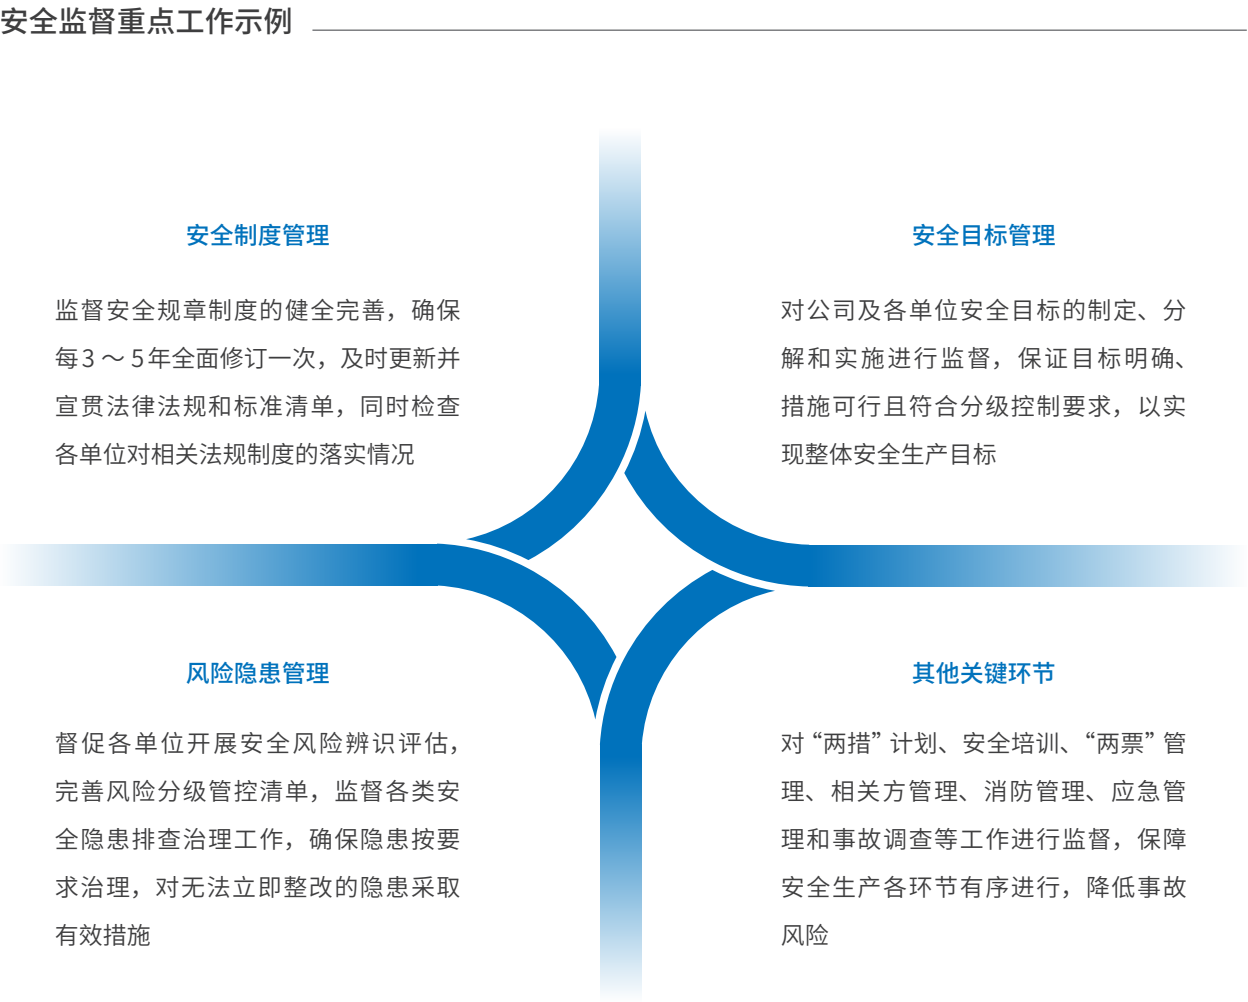 安全监督重点工作示例
安全制度管理
监督安全规章制度的健全完善，确保
每3 ～ 5年全面修订一次，及时更新并
宣贯法律法规和标准清单，同时检查
各单位对相关法规制度的落实情况
安全目标管理
对公司及各单位安全目标的制定、分
解和实施进行监督，保证目标明确、
措施可行且符合分级控制要求，以实
现整体安全生产目标
风险隐患管理
督促各单位开展安全风险辨识评估，
完善风险分级管控清单，监督各类安
全隐患排查治理工作，确保隐患按要
求治理，对无法立即整改的隐患采取
有效措施
其他关键环节
对 “两措” 计划、安全培训、“两票” 管
理、相关方管理、消防管理、应急管
理和事故调查等工作进行监督，保障
安全生产各环节有序进行，降低事故
风险